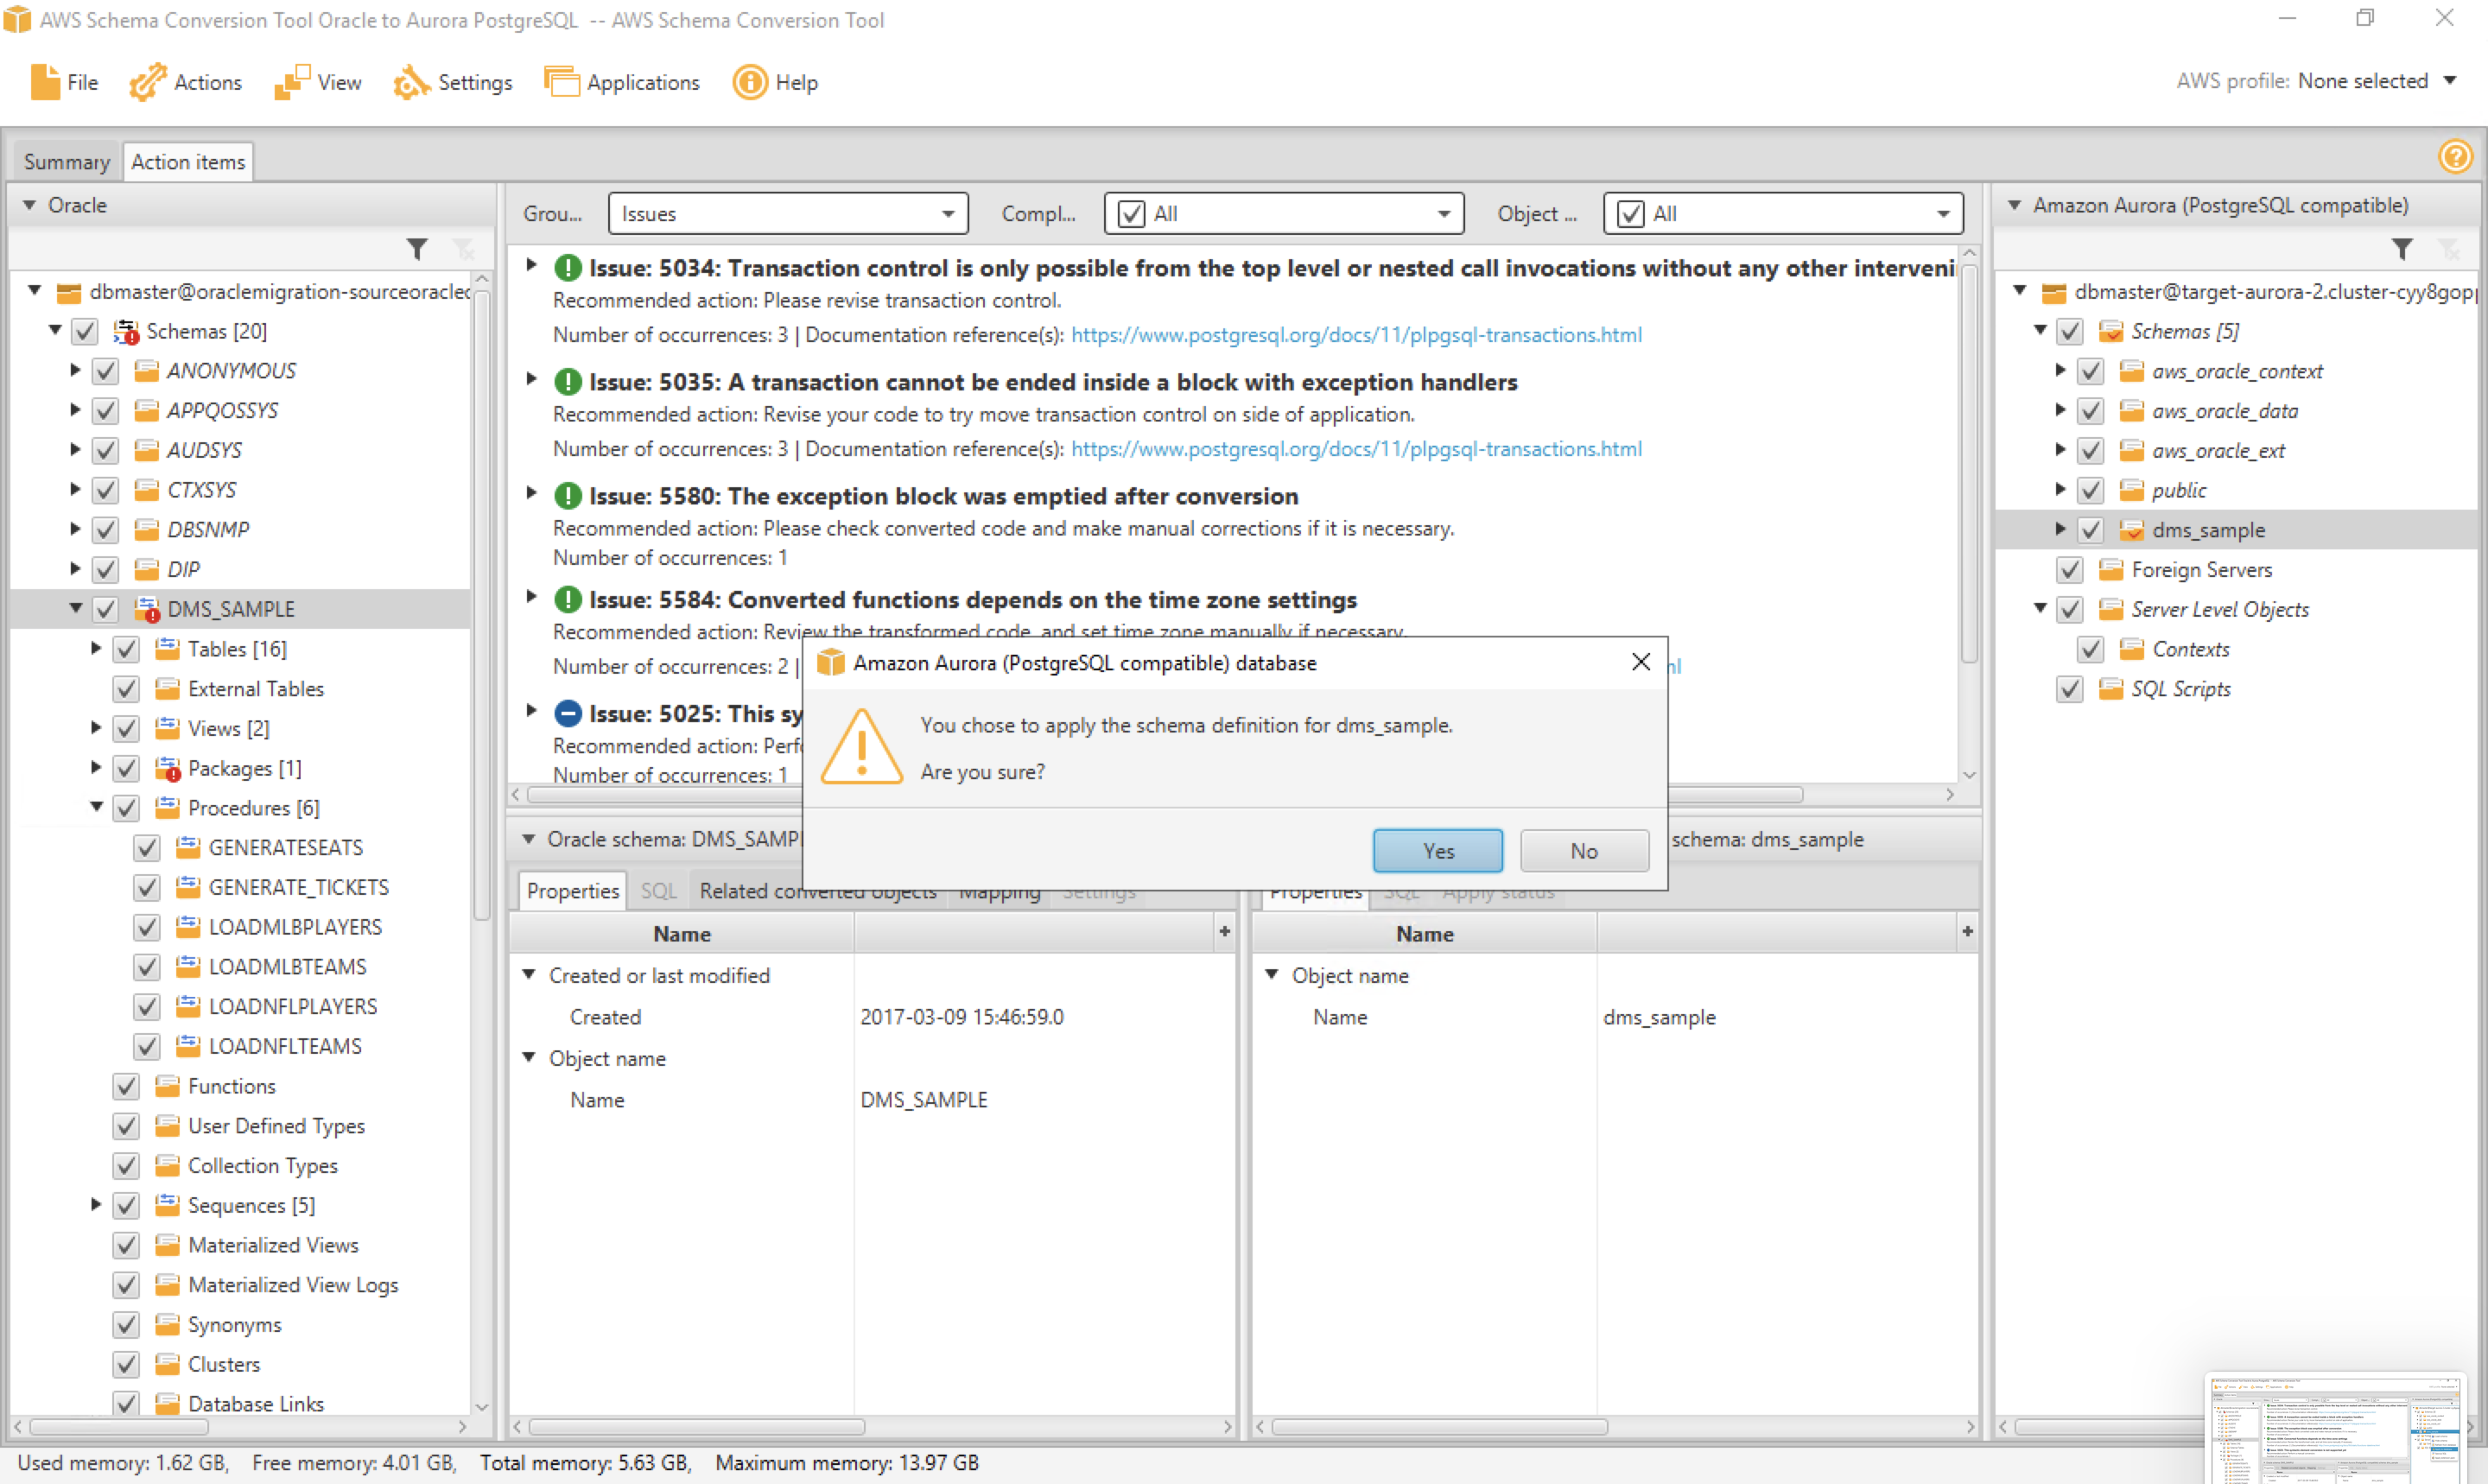 AWS Schema Conversion Tool Oracle to Aurora PostgreSQL -- AWS Schema Conversion Tool
File Actions View Settings Applications Help
AWS profile: None selected
Summary Action items
Oracle
dbmaster@oraclemigration-sourceoracled
Schemas [20]
ANONYMOUS
APPQOSSYS
AUDSYS
CTXSYS
DBSNMP
DIP
DMS_SAMPLE
Tables [16]
External Tables
Views [2]
Packages [1]
Procedures [6]
GENERATESEATS
GENERATE_TICKETS
LOADMLBPLAYERS
LOADMLBTEAMS
LOADNFLPLAYERS
LOADNFLTEAMS
Functions
User Defined Types
Collection Types
Sequences [5]
Materialized Views
Materialized View Logs
Synonyms
Clusters
Database Links
Grou... Issues Compl... All Object ... All
Issue: 5034: Transaction control is only possible from the top level or nested call invocations without any other interveni
Recommended action: Please revise transaction control.
Number of occurrences: 3 | Documentation reference(s): https://www.postgresql.org/docs/11/plpgsql-transactions.html
Issue: 5035: A transaction cannot be ended inside a block with exception handlers
Recommended action: Revise your code to try move transaction control on side of application.
Number of occurrences: 3 | Documentation reference(s): https://www.postgresql.org/docs/11/plpgsql-transactions.html
Issue: 5580: The exception block was emptied after conversion
Recommended action: Please check converted code and make manual corrections if it is necessary.
Number of occurrences: 1
Issue: 5584: Converted functions depends on the time zone settings
Recommended action: Review the transformed code, and set time zone manually if necessary.
Number of occurrences: 2 |
Issue: 5025: This sy
Recommended action: Perf
Number of occurrences: 1
Amazon Aurora (PostgreSQL compatible) database
You chose to apply the schema definition for dms_sample.
Are you sure?
Yes No
Oracle schema: DMS_SAMPL
Properties SQL Related converted objects Mapping Settings
Name
Created or last modified
Created 2017-03-09 15:46:59.0
Object name
Name DMS_SAMPLE
schema: dms_sample
Properties SQL Apply status
Name
Object name
Name dms_sample
Amazon Aurora (PostgreSQL compatible)
dbmaster@target-aurora-2.cluster-cyy8gop
Schemas [5]
aws_oracle_context
aws_oracle_data
aws_oracle_ext
public
dms_sample
Foreign Servers
Server Level Objects
Contexts
SQL Scripts
Used memory: 1.62 GB, Free memory: 4.01 GB, Total memory: 5.63 GB, Maximum memory: 13.97 GB